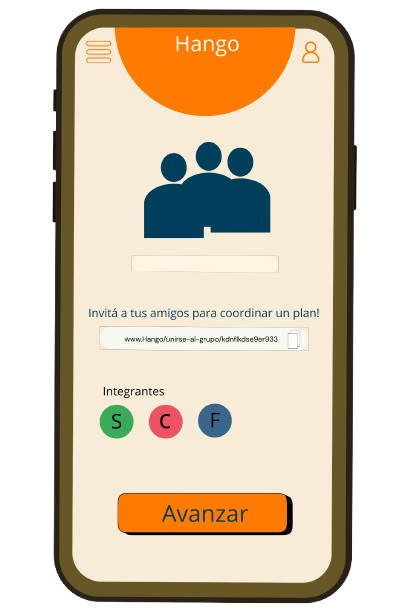 Hango
Invitá a tus amigos para coordinar un plan!
www.Hango/unirse-al-grupo/kdnflkdse9er933
Integrantes
S C F
Avanzar